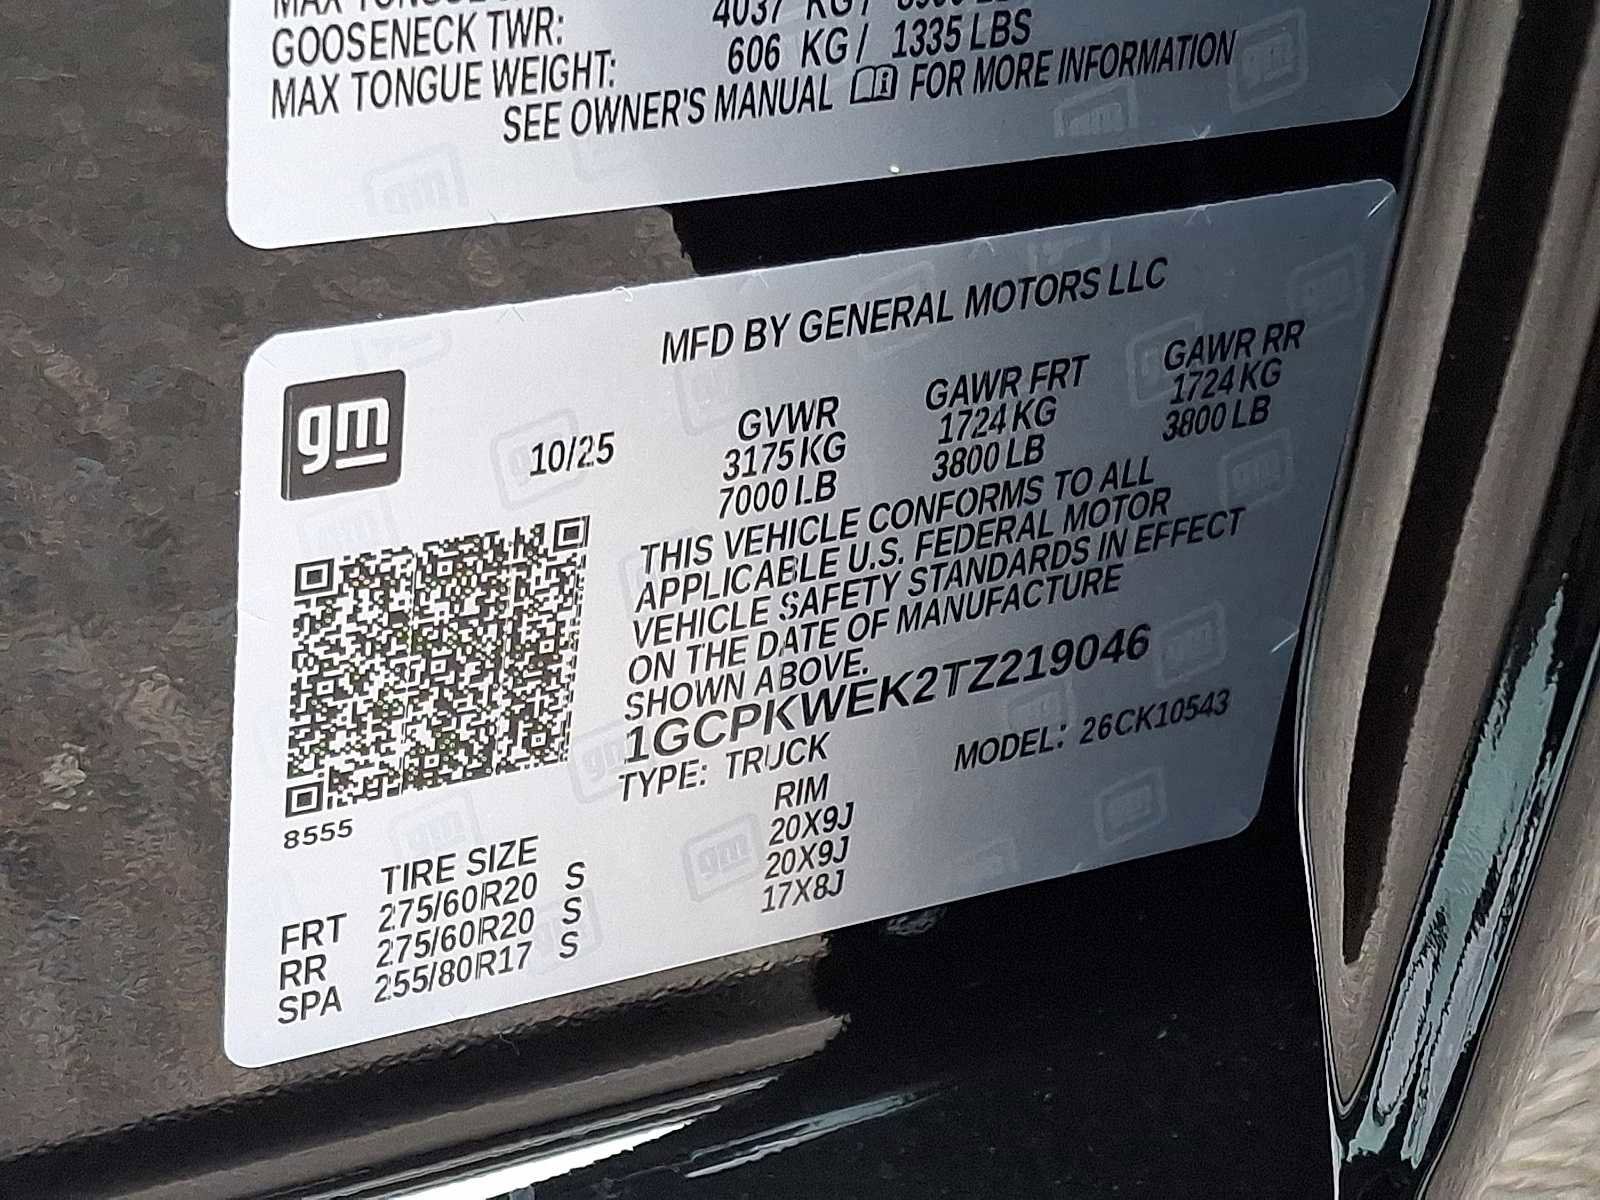 MAX TONGUE
GOOSENECK TWR: 4037 KG /
MAX TONGUE WEIGHT: 606 KG / 1335 LBS
SEE OWNER'S MANUAL FOR MORE INFORMATION
MFD BY GENERAL MOTORS LLC
gm
10/25
GVWR GAWR FRT GAWR RR
3175 KG 1724 KG 1724 KG
7000 LB 3800 LB 3800 LB
THIS VEHICLE CONFORMS TO ALL
APPLICABLE U.S. FEDERAL MOTOR
VEHICLE SAFETY STANDARDS IN EFFECT
ON THE DATE OF MANUFACTURE
SHOWN ABOVE.
1GCPKWEK2TZ219046
TYPE: TRUCK MODEL: 26CK10543
8555
TIRE SIZE RIM
FRT 275/60R20 S 20X9J
RR 275/60R20 S 20X9J
SPA 255/80R17 S 17X8J